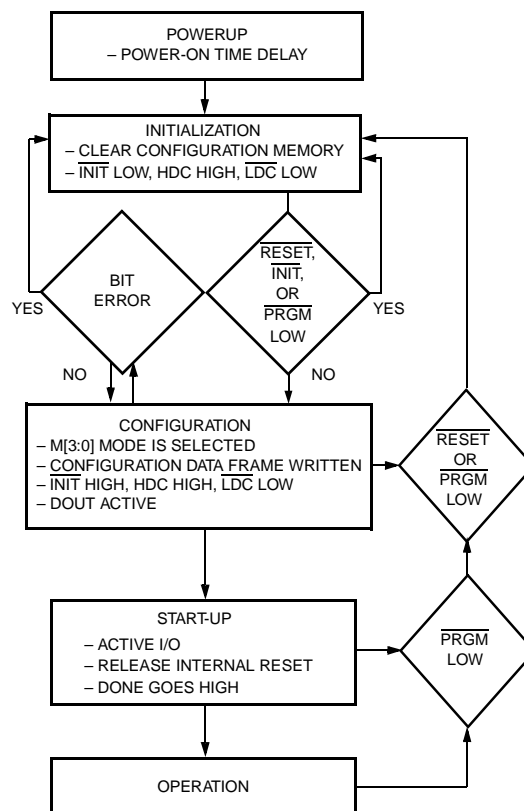 POWERUP
– POWER-ON TIME DELAY
INITIALIZATION
– CLEAR CONFIGURATION MEMORY
– INIT LOW, HDC HIGH, LDC LOW
BIT
ERROR
YES
NO
RESET,
INIT,
OR
PRGM
LOW
YES
NO
CONFIGURATION
– M[3:0] MODE IS SELECTED
– CONFIGURATION DATA FRAME WRITTEN
– INIT HIGH, HDC HIGH, LDC LOW
– DOUT ACTIVE
RESET
OR
PRGM
LOW
START-UP
– ACTIVE I/O
– RELEASE INTERNAL RESET
– DONE GOES HIGH
PRGM
LOW
OPERATION